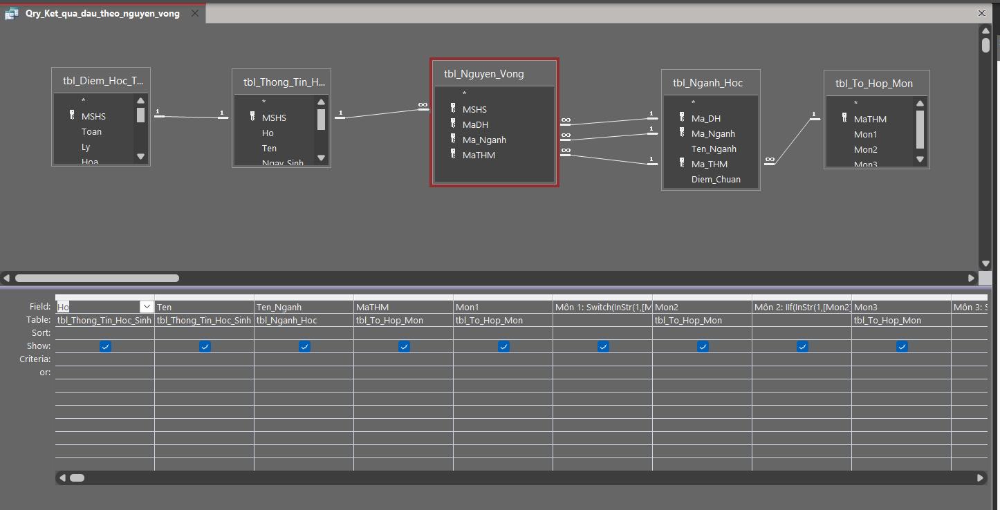 Qry_Ket_qua_dau_theo_nguyen_vong
tbl_Diem_Hoc_T...
*
MSHS
Toan
Ly
Hoa
1
1
tbl_Thong_Tin_H...
*
MSHS
Ho
Ten
Ngay_Sinh
1
∞
tbl_Nguyen_Vong
*
MSHS
MaDH
Ma_Nganh
MaTHM
∞
1
∞
1
∞
1
tbl_Nganh_Hoc
*
Ma_DH
Ma_Nganh
Ten_Nganh
Ma_THM
Diem_Chuan
∞
1
tbl_To_Hop_Mon
*
MaTHM
Mon1
Mon2
Mon3
Field: Ho Ten Ten_Nganh MaTHM Mon1 Môn 1: Switch(InStr(1,[M Mon2 Môn 2: IIf(InStr(1,[Mon2 Mon3 Môn 3: S
Table: tbl_Thong_Tin_Hoc_Sinh tbl_Thong_Tin_Hoc_Sinh tbl_Nganh_Hoc tbl_To_Hop_Mon tbl_To_Hop_Mon tbl_To_Hop_Mon tbl_To_Hop_Mon
Sort:
Show:
Criteria:
or: